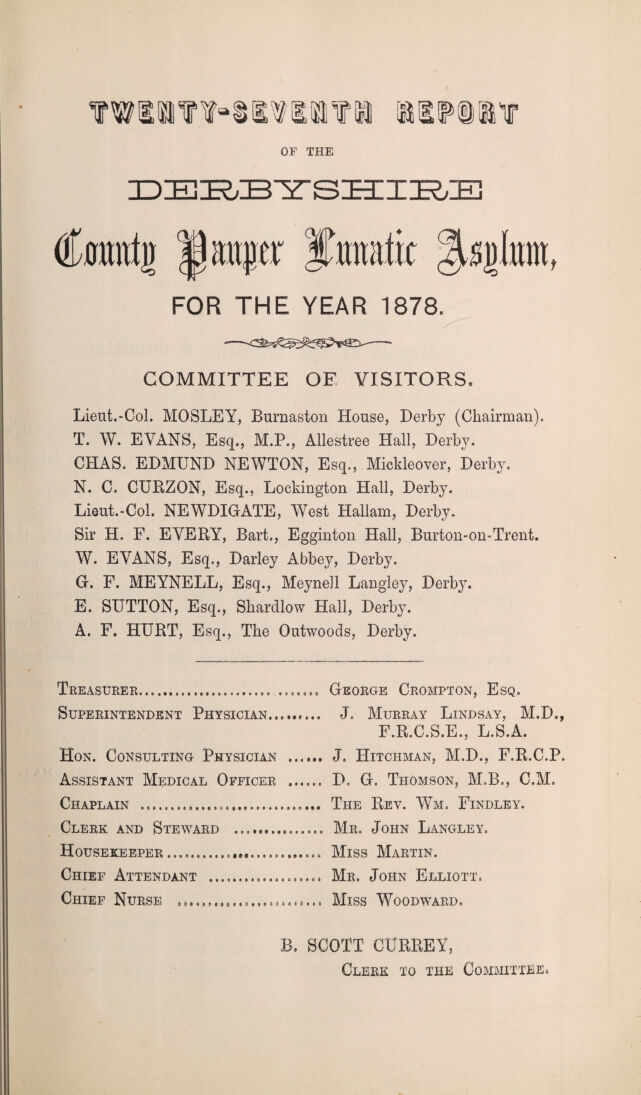 TWENTY-SEVENTH REPORT
OF THE
DERBYSHIRE
County Pauper Lunatic Asylum,
FOR THE YEAR 1878.
COMMITTEE OF VISITORS.
Lieut.-Col. MOSLEY, Burnaston House, Derby (Chairman).
T. W. EVANS, Esq., M.P., Allestree Hall, Derby.
CHAS. EDMUND NEWTON, Esq., Mickleover, Derby.
N. C. CURZON, Esq., Lockington Hall, Derby.
Lieut.-Col. NEWDIGATE, West Hallam, Derby.
Sir H. F. EVERY, Bart., Egginton Hall, Burton-on-Trent.
W. EVANS, Esq., Darley Abbey, Derby.
G. F. MEYNELL, Esq., Meynell Langley, Derby.
E. SUTTON, Esq., Shardlow Hall, Derby.
A. F. HURT, Esq., The Outwoods, Derby.
TREASURER.............................. GEORGE CROMPTON, ESQ.
SUPERINTENDENT PHYSICIAN......... J. MURRAY LINDSAY, M.D.,
F.R.C.S.E., L.S.A.
HON. CONSULTING PHYSICIAN ...... J. HITCHMAN, M.D., F.R.C.P.
ASSISTANT MEDICAL OFFICER ...... D. G. THOMSON, M.B., C.M.
CHAPLAIN .............................. THE REV. WM. FINDLEY.
CLERK AND STEWARD ............... MR. JOHN LANGLEY.
HOUSEKEEPER.......................... MISS MARTIN.
CHIEF ATTENDANT ................... MR. JOHN ELLIOTT.
CHIEF NURSE ........................ MISS WOODWARD.
B. SCOTT CURREY,
CLERK TO THE COMMITTEE.